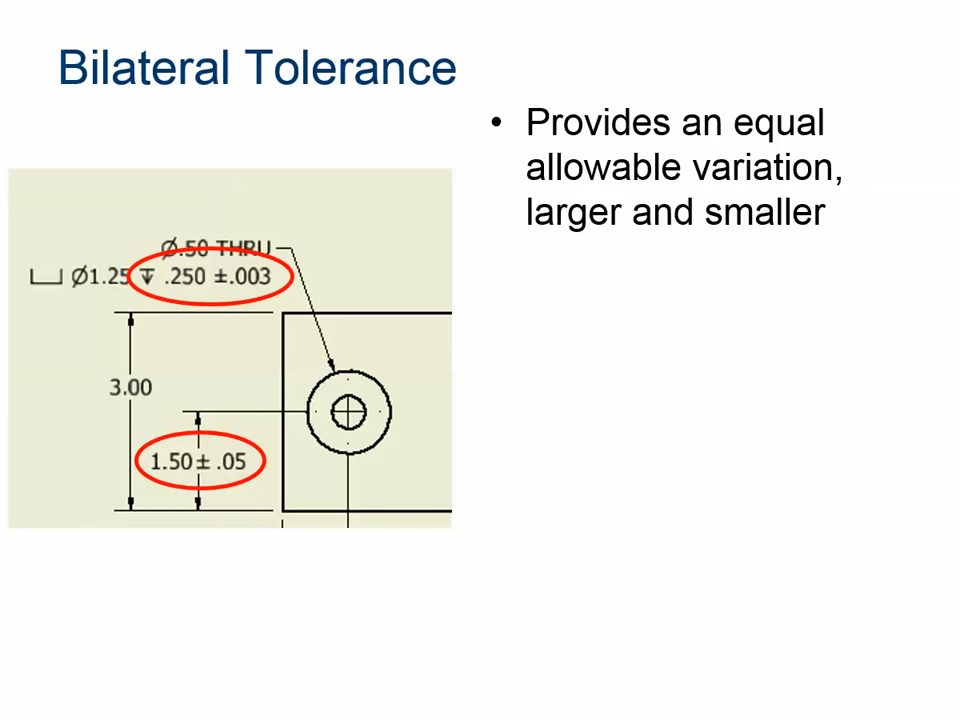 Bilateral Tolerance
• Provides an equal
allowable variation,
larger and smaller
Ø.50 THRU
⌴ Ø1.25 ↧ .250 ±.003
3.00
1.50 ± .05